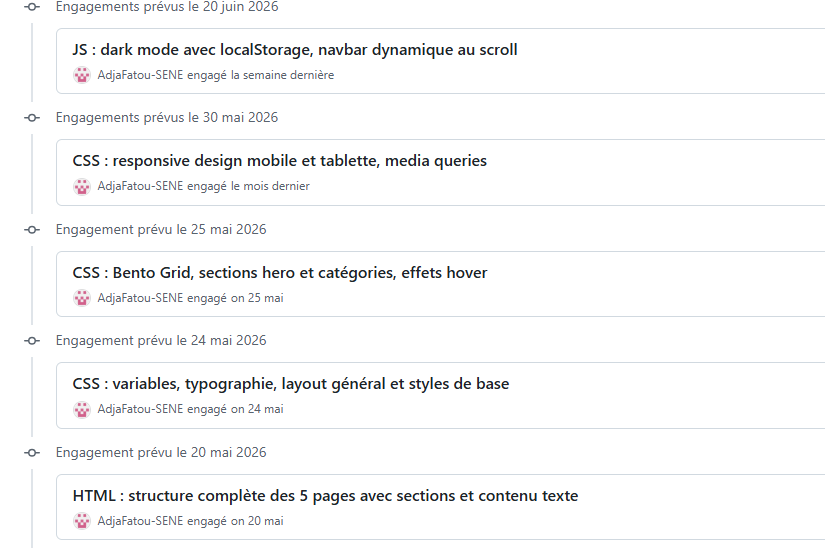 Engagements prévus le 20 juin 2026
JS : dark mode avec localStorage, navbar dynamique au scroll
AdjaFatou-SENE engagé la semaine dernière
Engagements prévus le 30 mai 2026
CSS : responsive design mobile et tablette, media queries
AdjaFatou-SENE engagé le mois dernier
Engagement prévu le 25 mai 2026
CSS : Bento Grid, sections hero et catégories, effets hover
AdjaFatou-SENE engagé on 25 mai
Engagement prévu le 24 mai 2026
CSS : variables, typographie, layout général et styles de base
AdjaFatou-SENE engagé on 24 mai
Engagement prévu le 20 mai 2026
HTML : structure complète des 5 pages avec sections et contenu texte
AdjaFatou-SENE engagé on 20 mai